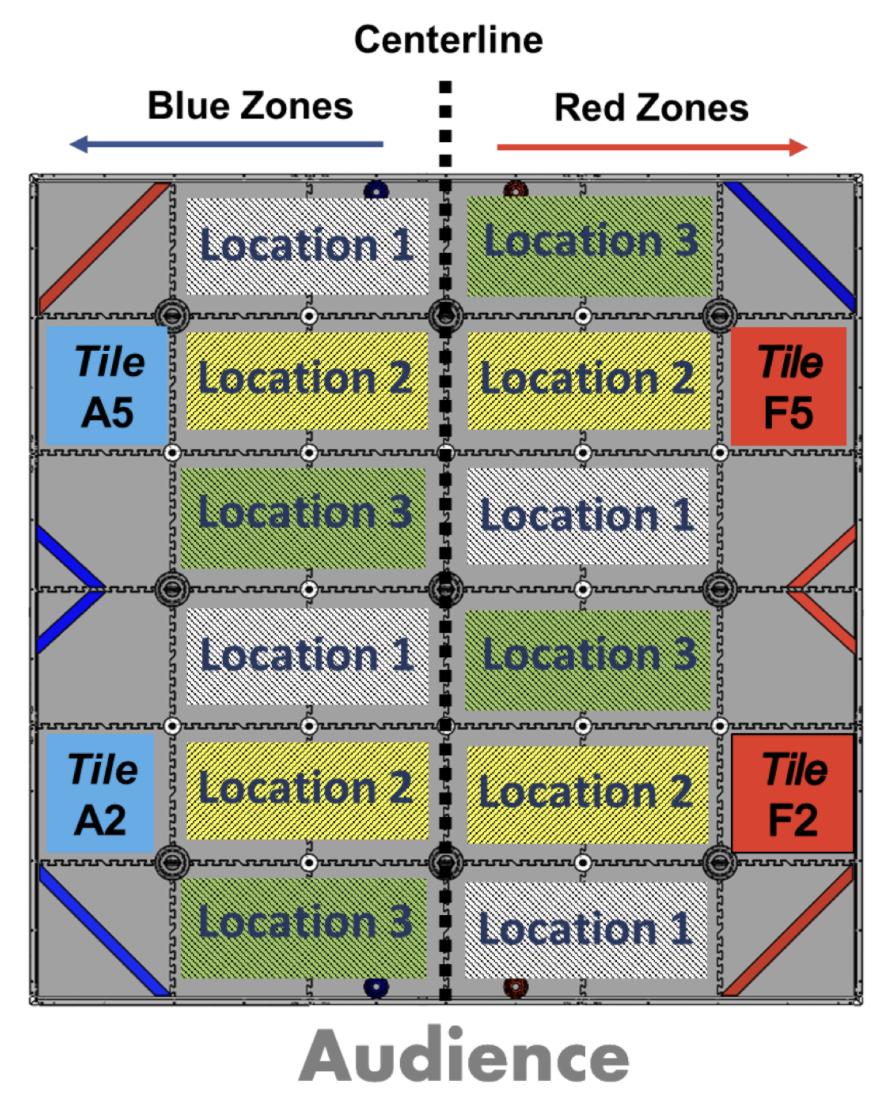 Centerline
Blue Zones
Red Zones
Location 1
Location 3
Tile
A5
Location 2
Location 2
Tile
F5
Location 3
Location 1
Location 1
Location 3
Tile
A2
Location 2
Location 2
Tile
F2
Location 3
Location 1
Audience